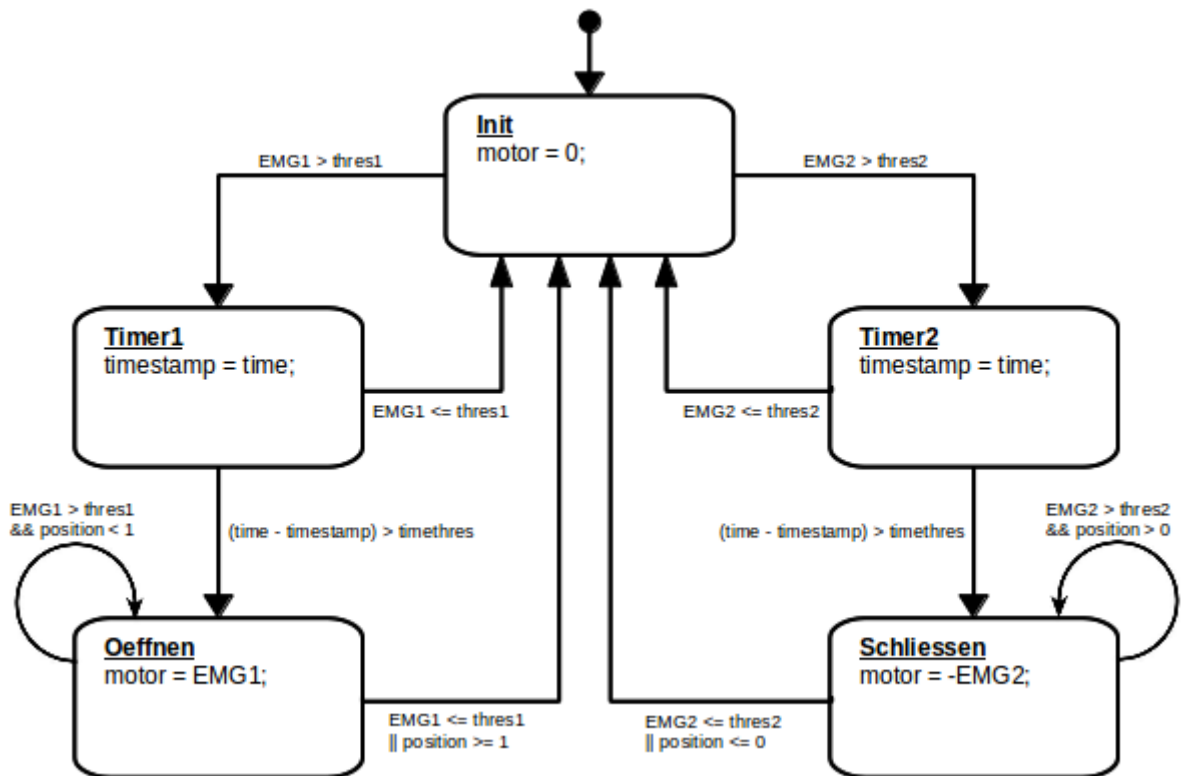 Init
motor = 0;
EMG1 > thres1
EMG2 > thres2
Timer1
timestamp = time;
Timer2
timestamp = time;
EMG1 <= thres1
EMG2 <= thres2
EMG1 > thres1
&& position < 1
(time - timestamp) > timethres
(time - timestamp) > timethres
EMG2 > thres2
&& position > 0
Oeffnen
motor = EMG1;
Schliessen
motor = -EMG2;
EMG1 <= thres1
|| position >= 1
EMG2 <= thres2
|| position <= 0